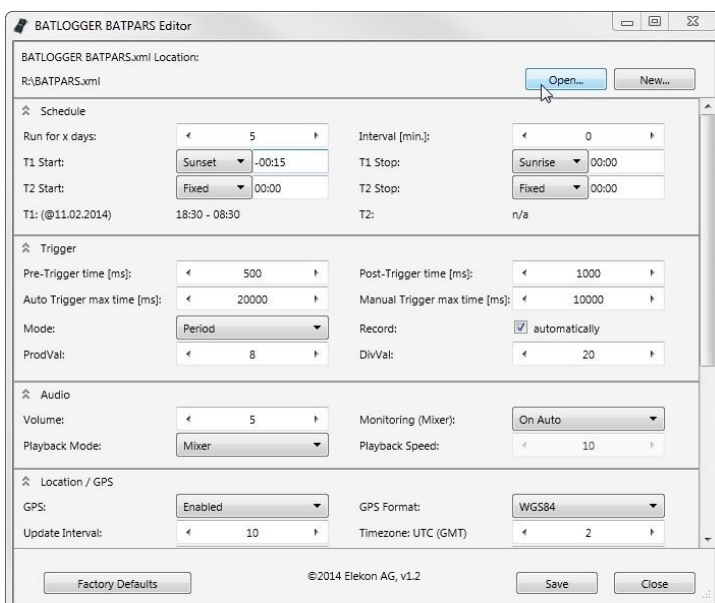 BATLOGGER BATPARS Editor
BATLOGGER BATPARS.xml Location:
R:\BATPARS.xml Open... New...
Schedule
Run for x days: 5 Interval [min.]: 0
T1 Start: Sunset -00:15 T1 Stop: Sunrise 00:00
T2 Start: Fixed 00:00 T2 Stop: Fixed 00:00
T1: (@11.02.2014) 18:30 - 08:30 T2: n/a
Trigger
Pre-Trigger time [ms]: 500 Post-Trigger time [ms]: 1000
Auto Trigger max time [ms]: 20000 Manual Trigger max time [ms]: 10000
Mode: Period Record: automatically
ProdVal: 8 DivVal: 20
Audio
Volume: 5 Monitoring (Mixer): On Auto
Playback Mode: Mixer Playback Speed: 10
Location / GPS
GPS: Enabled GPS Format: WGS84
Update Interval: 10 Timezone: UTC (GMT) 2
Factory Defaults ©2014 Elekon AG, v1.2 Save Close